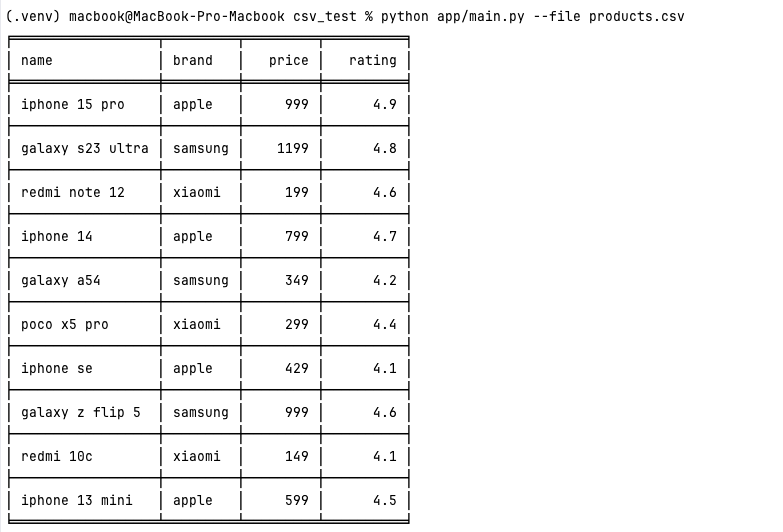 (.venv) macbook@MacBook-Pro-Macbook csv_test % python app/main.py --file products.csv
name brand price rating
iphone 15 pro apple 999 4.9
galaxy s23 ultra samsung 1199 4.8
redmi note 12 xiaomi 199 4.6
iphone 14 apple 799 4.7
galaxy a54 samsung 349 4.2
poco x5 pro xiaomi 299 4.4
iphone se apple 429 4.1
galaxy z flip 5 samsung 999 4.6
redmi 10c xiaomi 149 4.1
iphone 13 mini apple 599 4.5